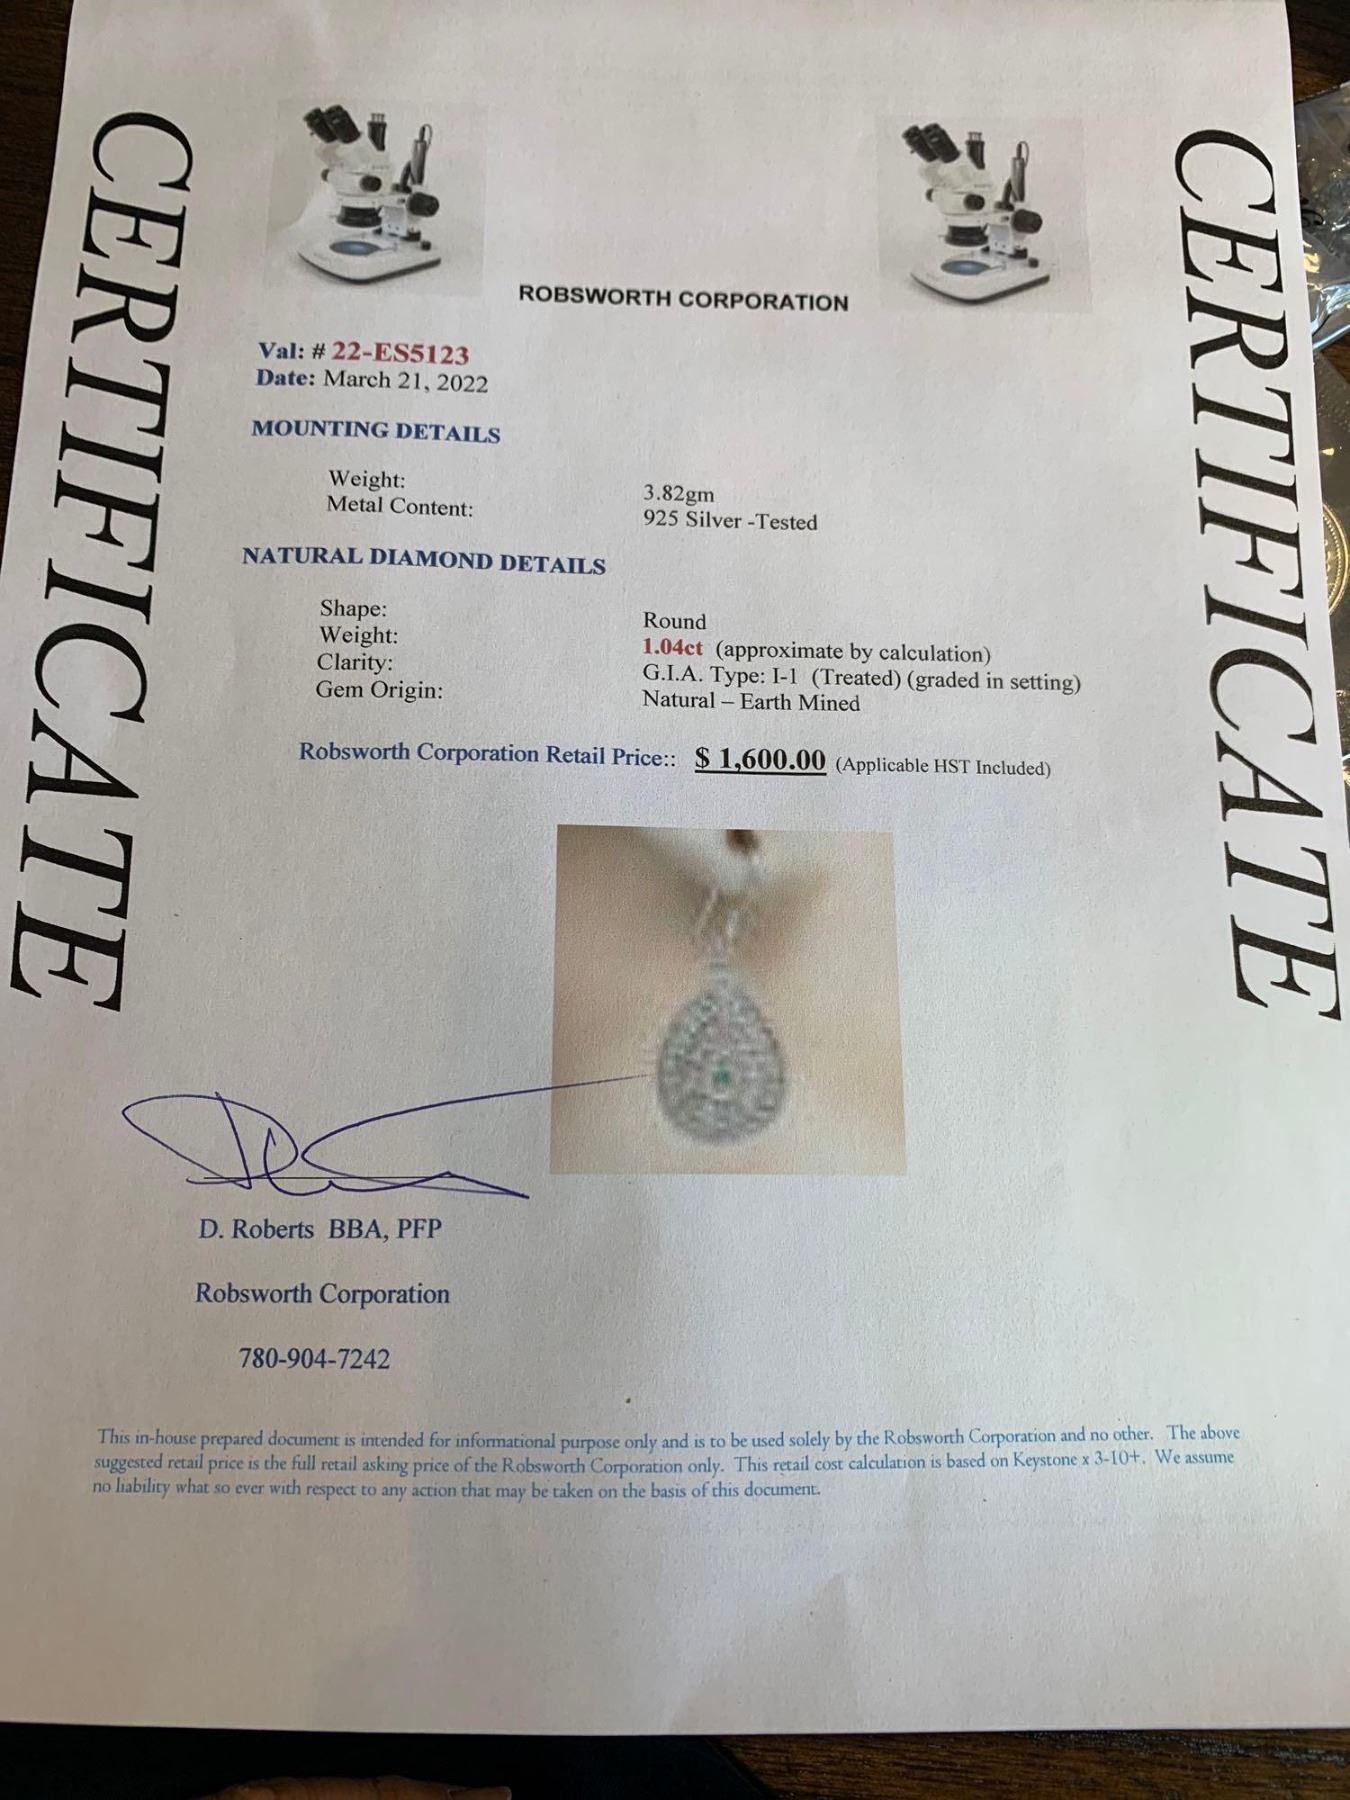 CERTIFICATE
CERTIFICATE
ROBSWORTH CORPORATION
Val: # 22-ES5123
Date: March 21, 2022
MOUNTING DETAILS
Weight: 3.82gm
Metal Content: 925 Silver -Tested
NATURAL DIAMOND DETAILS
Shape: Round
Weight: 1.04ct (approximate by calculation)
Clarity: G.I.A. Type: I-1 (Treated) (graded in setting)
Gem Origin: Natural – Earth Mined
Robsworth Corporation Retail Price:: $ 1,600.00 (Applicable HST Included)
D. Roberts BBA, PFP
Robsworth Corporation
780-904-7242
This in-house prepared document is intended for informational purpose only and is to be used solely by the Robsworth Corporation and no other. The above
suggested retail price is the full retail asking price of the Robsworth Corporation only. This retail cost calculation is based on Keystone x 3-10+. We assume
no liability what so ever with respect to any action that may be taken on the basis of this document.